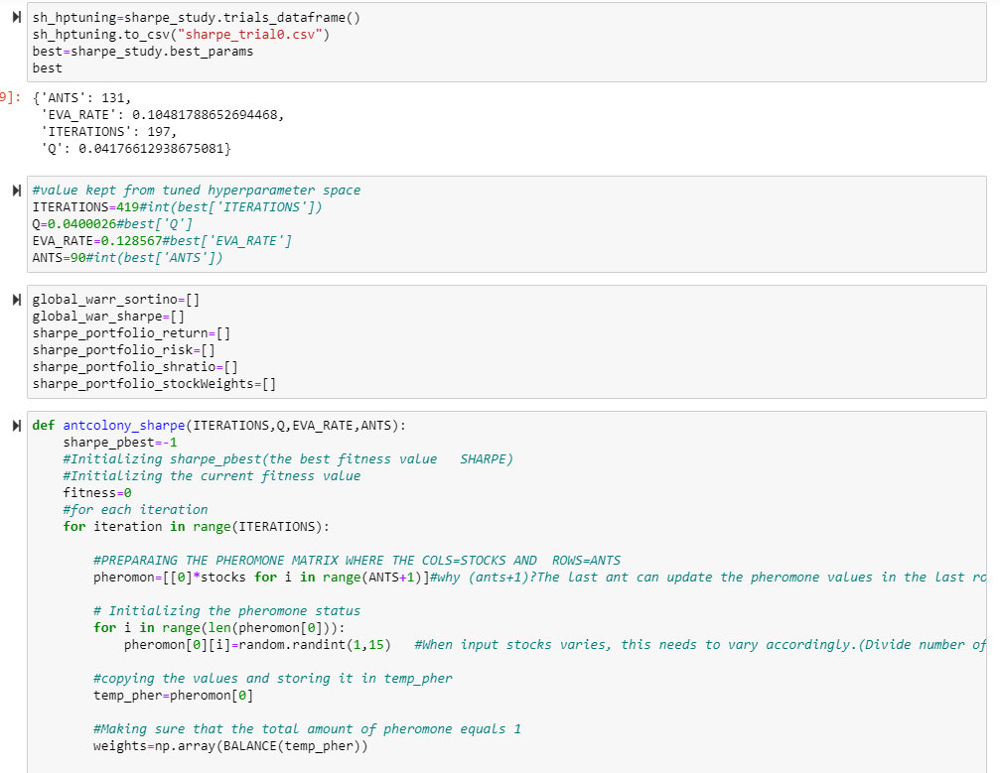 sh_hptuning=sharpe_study.trials_dataframe()
sh_hptuning.to_csv("sharpe_trial0.csv")
best=sharpe_study.best_params
best
9]: {'ANTS': 131,
'EVA_RATE': 0.10481788652694468,
'ITERATIONS': 197,
'Q': 0.04176612938675081}
#value kept from tuned hyperparameter space
ITERATIONS=419#int(best['ITERATIONS'])
Q=0.0400026#best['Q']
EVA_RATE=0.128567#best['EVA_RATE']
ANTS=90#int(best['ANTS'])
global_warr_sortino=[]
global_war_sharpe=[]
sharpe_portfolio_return=[]
sharpe_portfolio_risk=[]
sharpe_portfolio_shratio=[]
sharpe_portfolio_stockWeights=[]
def antcolony_sharpe(ITERATIONS,Q,EVA_RATE,ANTS):
sharpe_pbest=-1
#Initializing sharpe_pbest(the best fitness value   SHARPE)
#Initializing the current fitness value
fitness=0
#for each iteration
for iteration in range(ITERATIONS):
#PREPARAING THE PHEROMONE MATRIX WHERE THE COLS=STOCKS AND  ROWS=ANTS
pheromon=[[0]*stocks for i in range(ANTS+1)]#why (ants+1)?The last ant can update the pheromone values in the last ro
# Initializing the pheromone status
for i in range(len(pheromon[0])):
pheromon[0][i]=random.randint(1,15)   #When input stocks varies, this needs to vary accordingly.(Divide number of
#copying the values and storing it in temp_pher
temp_pher=pheromon[0]
#Making sure that the total amount of pheromone equals 1
weights=np.array(BALANCE(temp_pher))